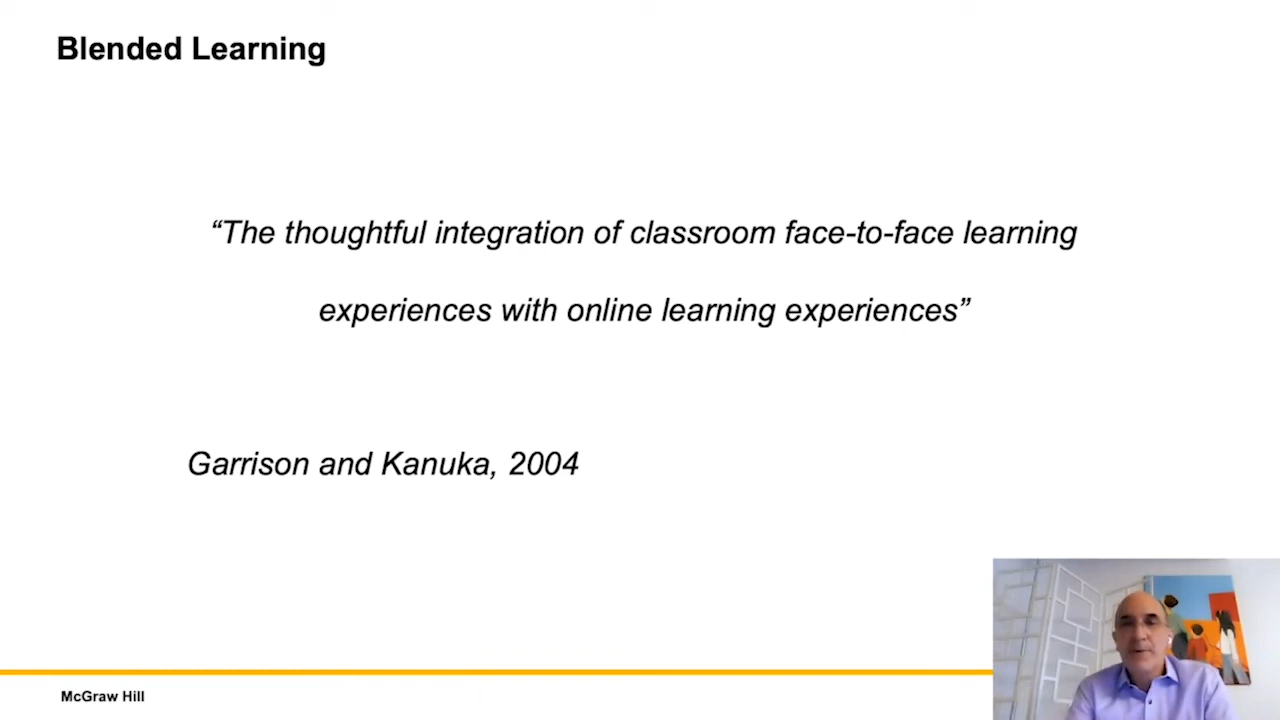 Blended Learning
“The thoughtful integration of classroom face-to-face learning
experiences with online learning experiences”
Garrison and Kanuka, 2004
McGraw Hill